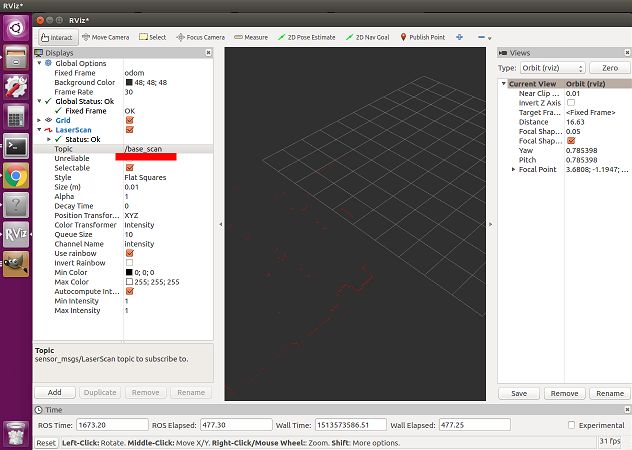 RViz*
RViz*
Interact Move Camera Select Focus Camera Measure 2D Pose Estimate 2D Nav Goal Publish Point
Displays
Global Options
Fixed Frame odom
Background Color 48; 48; 48
Frame Rate 30
Global Status: Ok
Fixed Frame OK
Grid
LaserScan
Status: Ok
Topic /base_scan
Unreliable
Selectable
Style Flat Squares
Size (m) 0.01
Alpha 1
Decay Time 0
Position Transfor... XYZ
Color Transformer Intensity
Queue Size 10
Channel Name intensity
Use rainbow
Invert Rainbow
Min Color 0; 0; 0
Max Color 255; 255; 255
Autocompute Int...
Min Intensity 1
Max Intensity 1
Topic
sensor_msgs/LaserScan topic to subscribe to.
Add Duplicate Remove Rename
Views
Type: Orbit (rviz) Zero
Current View Orbit (rviz)
Near Clip ... 0.01
Invert Z Axis
Target Fra... <Fixed Frame>
Distance 16.63
Focal Shap... 0.05
Focal Shap...
Yaw 0.785398
Pitch 0.785398
Focal Point 3.6808; -1.1947; ...
Save Remove Rename
Time
ROS Time: 1673.20 ROS Elapsed: 477.30 Wall Time: 1513573586.51 Wall Elapsed: 477.25 Experimental
Reset Left-Click: Rotate. Middle-Click: Move X/Y. Right-Click/Mouse Wheel: Zoom. Shift: More options. 31 fps
RViz